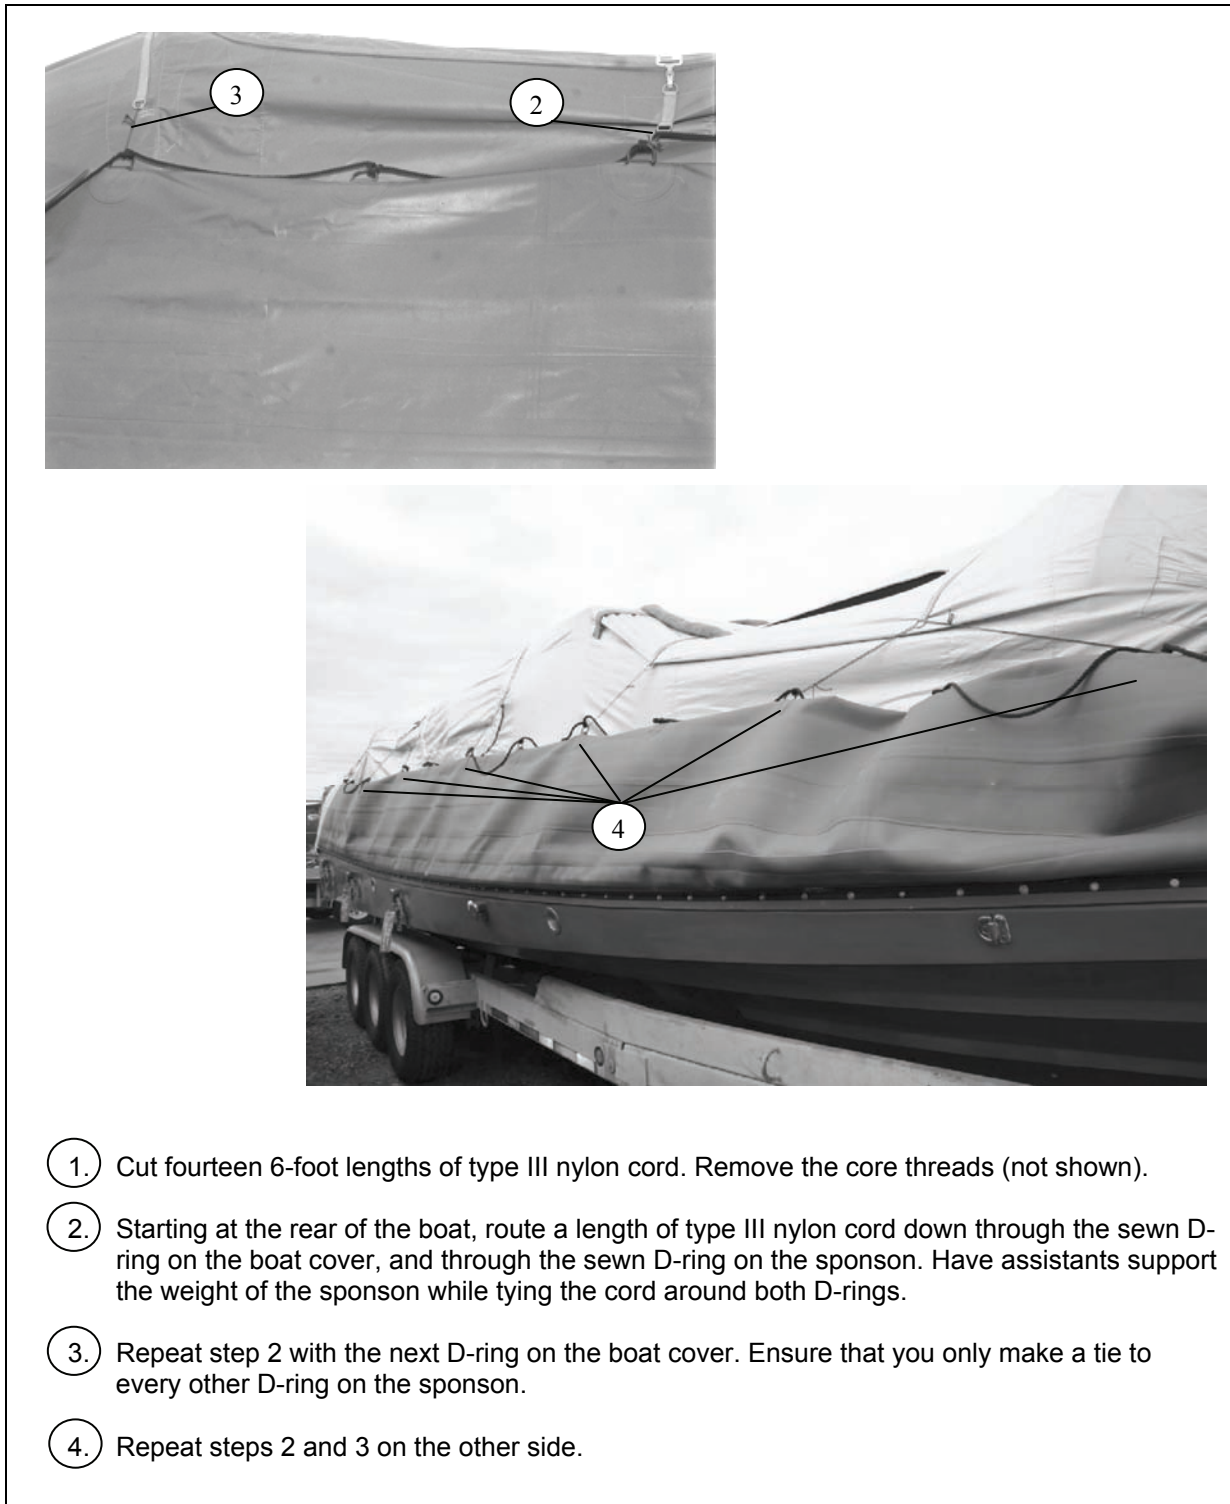 3
2
4
1. Cut fourteen 6-foot lengths of type III nylon cord. Remove the core threads (not shown).
2. Starting at the rear of the boat, route a length of type III nylon cord down through the sewn D-
ring on the boat cover, and through the sewn D-ring on the sponson. Have assistants support
the weight of the sponson while tying the cord around both D-rings.
3. Repeat step 2 with the next D-ring on the boat cover. Ensure that you only make a tie to
every other D-ring on the sponson.
4. Repeat steps 2 and 3 on the other side.